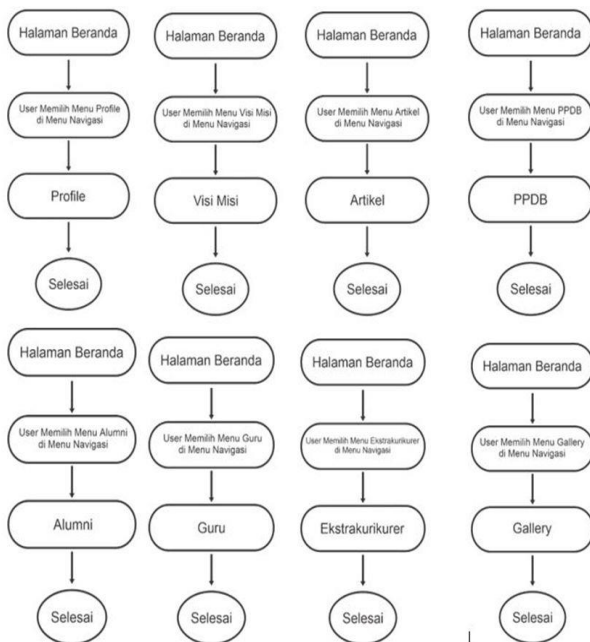 Halaman Beranda
User Memilih Menu Profile
di Menu Navigasi
Profile
Selesai
Halaman Beranda
User Memilih Menu Visi Misi
di Menu Navigasi
Visi Misi
Selesai
Halaman Beranda
User Memilih Menu Artikel
di Menu Navigasi
Artikel
Selesai
Halaman Beranda
User Memilih Menu PPDB
di Menu Navigasi
PPDB
Selesai
Halaman Beranda
User Memilih Menu Alumni
di Menu Navigasi
Alumni
Selesai
Halaman Beranda
User Memilih Menu Guru
di Menu Navigasi
Guru
Selesai
Halaman Beranda
User Memilih Menu Ekstrakurikurer
di Menu Navigasi
Ekstrakurikurer
Selesai
Halaman Beranda
User Memilih Menu Gallery
di Menu Navigasi
Gallery
Selesai